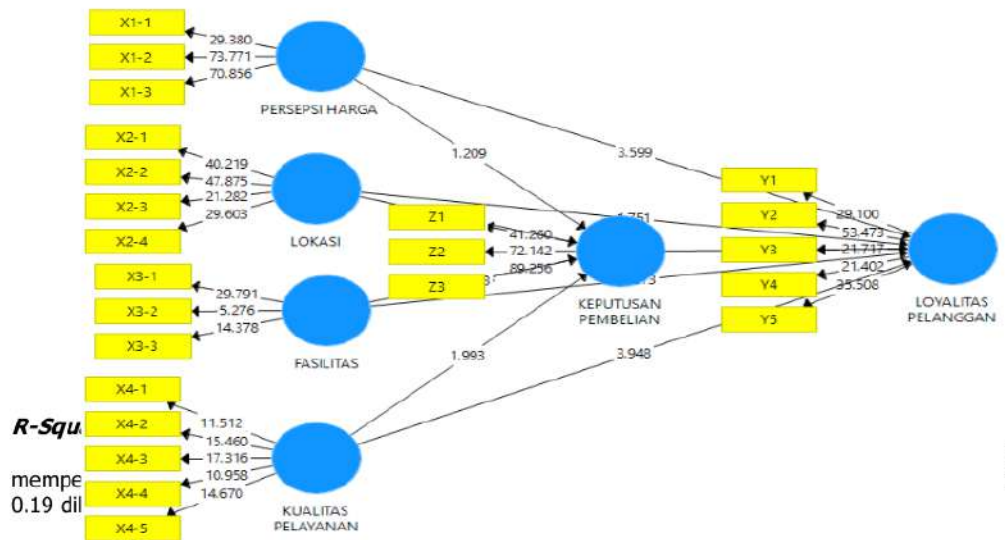 X1-1
X1-2
X1-3
29.380
73.771
70.856
PERSEPSI HARGA
X2-1
X2-2
X2-3
X2-4
40.219
47.875
21.282
29.603
LOKASI
X3-1
X3-2
X3-3
29.791
5.276
14.378
FASILITAS
X4-1
X4-2
X4-3
X4-4
X4-5
11.512
15.460
17.316
10.958
14.670
KUALITAS
PELAYANAN
1.209
3.599
1.993
3.948
Z1
Z2
Z3
41.260
72.142
89.256
KEPUTUSAN
PEMBELIAN
Y1
Y2
Y3
Y4
Y5
29.100
53.473
21.717
21.402
35.508
LOYALITAS
PELANGGAN
0.19